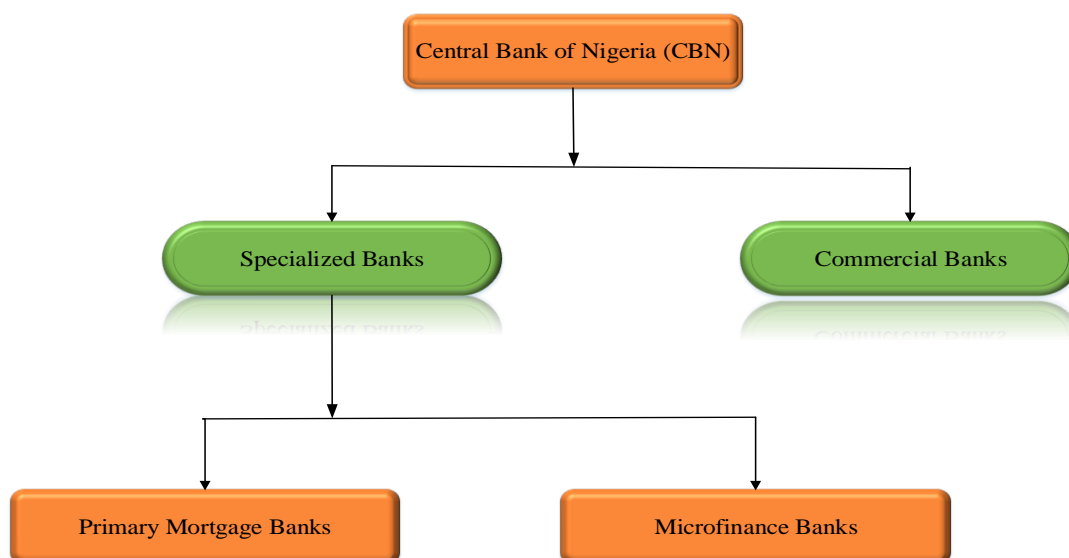 Central Bank of Nigeria (CBN)
Specialized Banks
Commercial Banks
Primary Mortgage Banks
Microfinance Banks